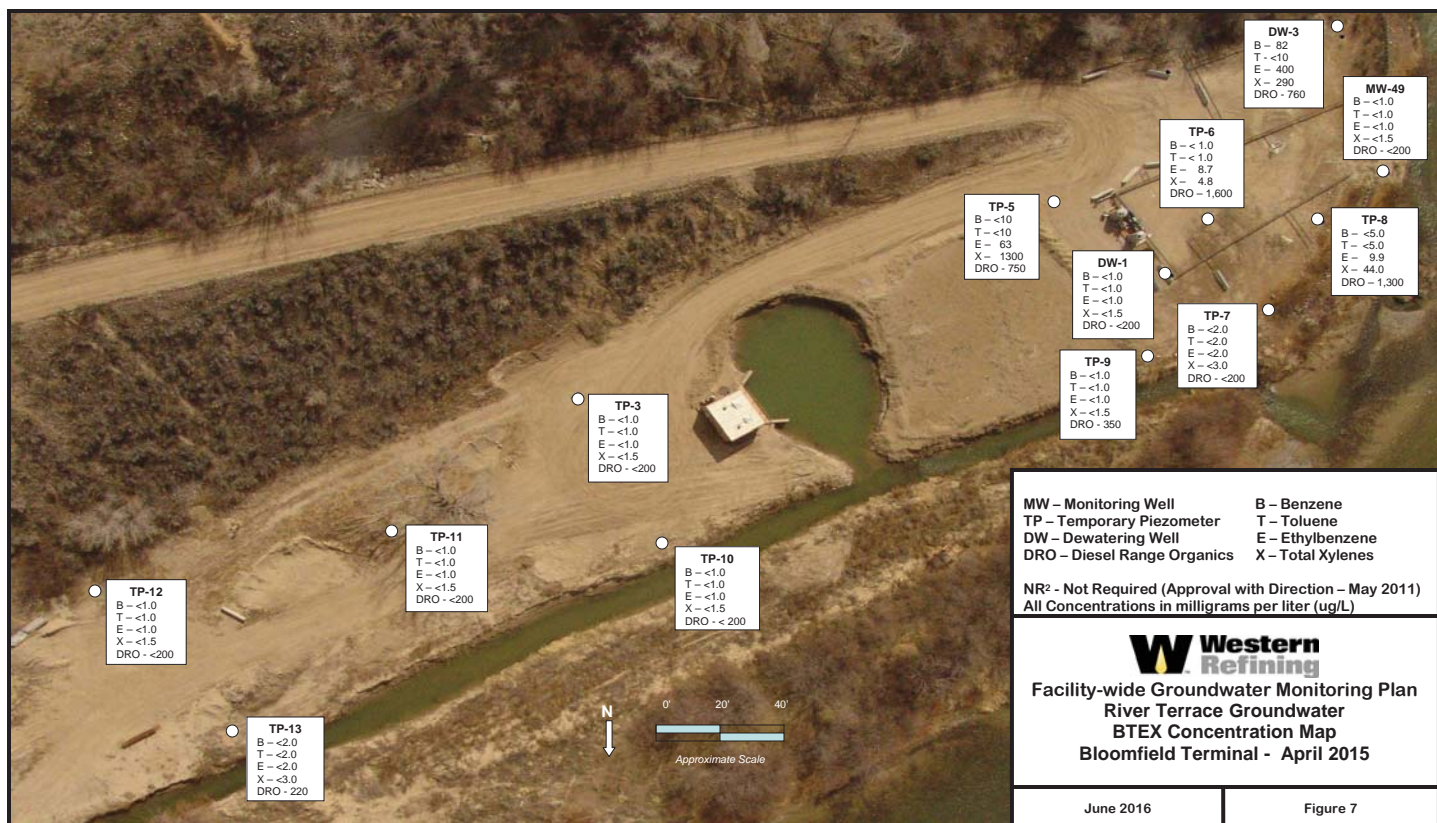 DW-3
B – 82
T - <10
E – 400
X – 290
DRO - 760
MW-49
B – <1.0
T – <1.0
E – <1.0
X – <1.5
DRO - <200
TP-6
B – < 1.0
T – < 1.0
E – 8.7
X – 4.8
DRO – 1,600
TP-5
B – <10
T – <10
E – 63
X – 1300
DRO - 750
TP-8
B – <5.0
T – <5.0
E – 9.9
X – 44.0
DRO – 1,300
DW-1
B – <1.0
T – <1.0
E – <1.0
X – <1.5
DRO - <200
TP-7
B – <2.0
T – <2.0
E – <2.0
X – <3.0
DRO - <200
TP-9
B – <1.0
T – <1.0
E – <1.0
X – <1.5
DRO - 350
TP-3
B – <1.0
T – <1.0
E – <1.0
X – <1.5
DRO - <200
TP-11
B – <1.0
T – <1.0
E – <1.0
X – <1.5
DRO - <200
TP-10
B – <1.0
T – <1.0
E – <1.0
X – <1.5
DRO - < 200
TP-12
B – <1.0
T – <1.0
E – <1.0
X – <1.5
DRO - <200
TP-13
B – <2.0
T – <2.0
E – <2.0
X – <3.0
DRO - 220
N
0' 20' 40'
Approximate Scale
MW – Monitoring Well B – Benzene
TP – Temporary Piezometer T – Toluene
DW – Dewatering Well E – Ethylbenzene
DRO – Diesel Range Organics X – Total Xylenes
NR² - Not Required (Approval with Direction – May 2011)
All Concentrations in milligrams per liter (ug/L)
Western
Refining
Facility-wide Groundwater Monitoring Plan
River Terrace Groundwater
BTEX Concentration Map
Bloomfield Terminal - April 2015
June 2016 Figure 7